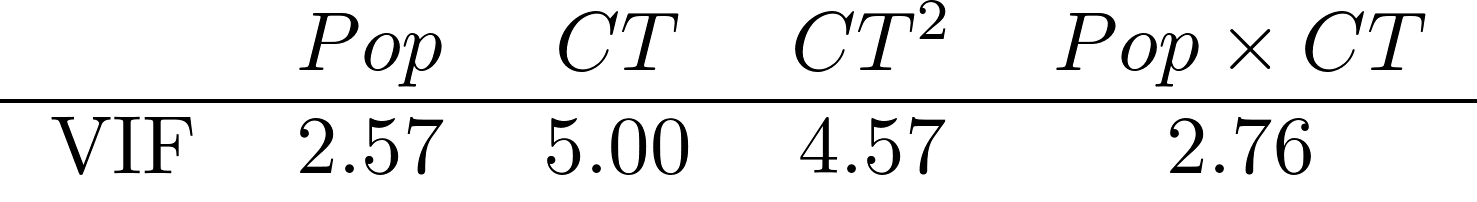 Pop CT CT² Pop × CT
VIF 2.57 5.00 4.57 2.76